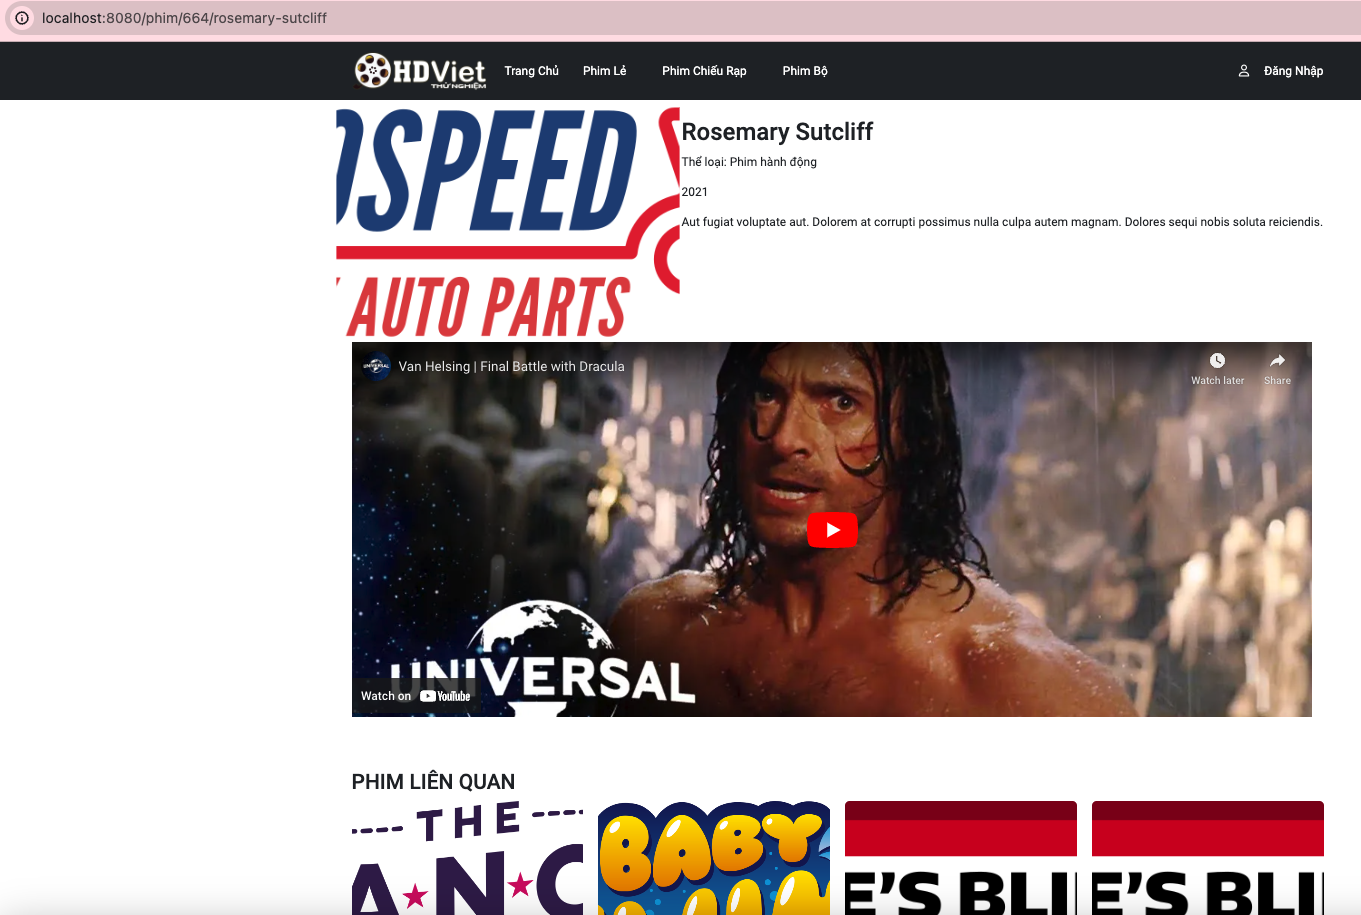 localhost:8080/phim/664/rosemary-sutcliff
HDViet
THỬ NGHIỆM
Trang Chủ
Phim Lẻ
Phim Chiếu Rạp
Phim Bộ
Đăng Nhập
SPEED
AUTO PARTS
Rosemary Sutcliff
Thể loại: Phim hành động
2021
Aut fugiat voluptate aut. Dolorem at corrupti possimus nulla culpa autem magnam. Dolores sequi nobis soluta reiciendis.
UNIVERSAL
Van Helsing | Final Battle with Dracula
Watch later
Share
UNIVERSAL
Watch on YouTube
PHIM LIÊN QUAN
THE
ANC
BABY
E'S BLI
E'S BLI